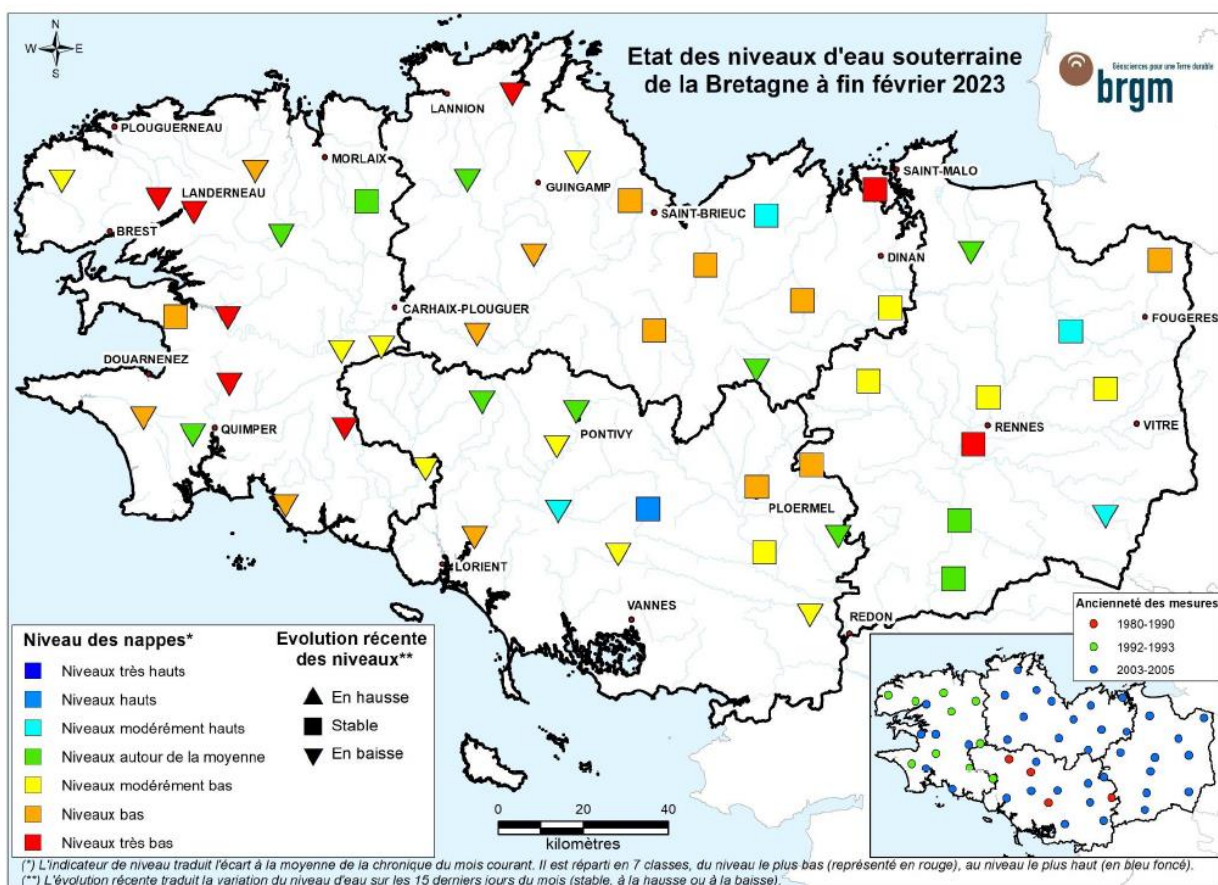 N
W E
S
Etat des niveaux d'eau souterraine
de la Bretagne à fin février 2023
Géosciences pour une Terre durable
brgm
LANNION
PLOUGUERNEAU
MORLAIX
SAINT-MALO
GUINGAMP
LANDERNEAU
SAINT-BRIEUC
BREST
DINAN
CARHAIX-PLOUGUER
FOUGERES
DOUARNENEZ
QUIMPER
PONTIVY
RENNES
VITRE
PLOERMEL
LORIENT
VANNES
REDON
Niveau des nappes*
Niveaux très hauts
Niveaux hauts
Niveaux modérément hauts
Niveaux autour de la moyenne
Niveaux modérément bas
Niveaux bas
Niveaux très bas
Evolution récente
des niveaux**
En hausse
Stable
En baisse
0 20 40
kilomètres
Ancienneté des mesures
1980-1990
1992-1993
2003-2005
(*) L'indicateur de niveau traduit l'écart à la moyenne de la chronique du mois courant. Il est réparti en 7 classes, du niveau le plus bas (représenté en rouge), au niveau le plus haut (en bleu foncé).
(**) L'évolution récente traduit la variation du niveau d'eau sur les 15 derniers jours du mois (stable, à la hausse ou à la baisse).